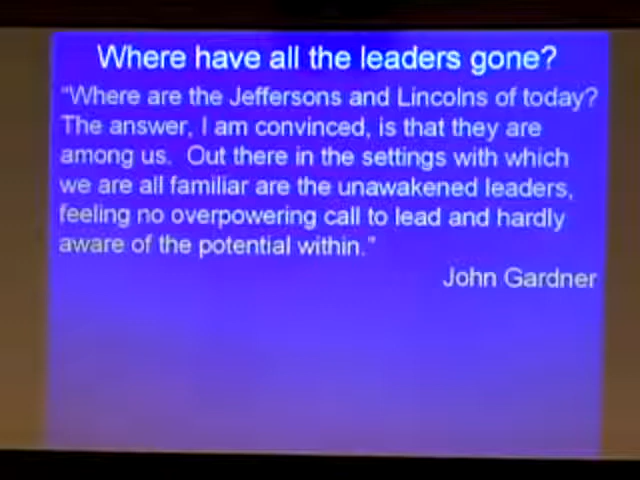 Where have all the leaders gone?
"Where are the Jeffersons and Lincolns of today?
The answer, I am convinced, is that they are
among us. Out there in the settings with which
we are all familiar are the unawakened leaders,
feeling no overpowering call to lead and hardly
aware of the potential within."
John Gardner